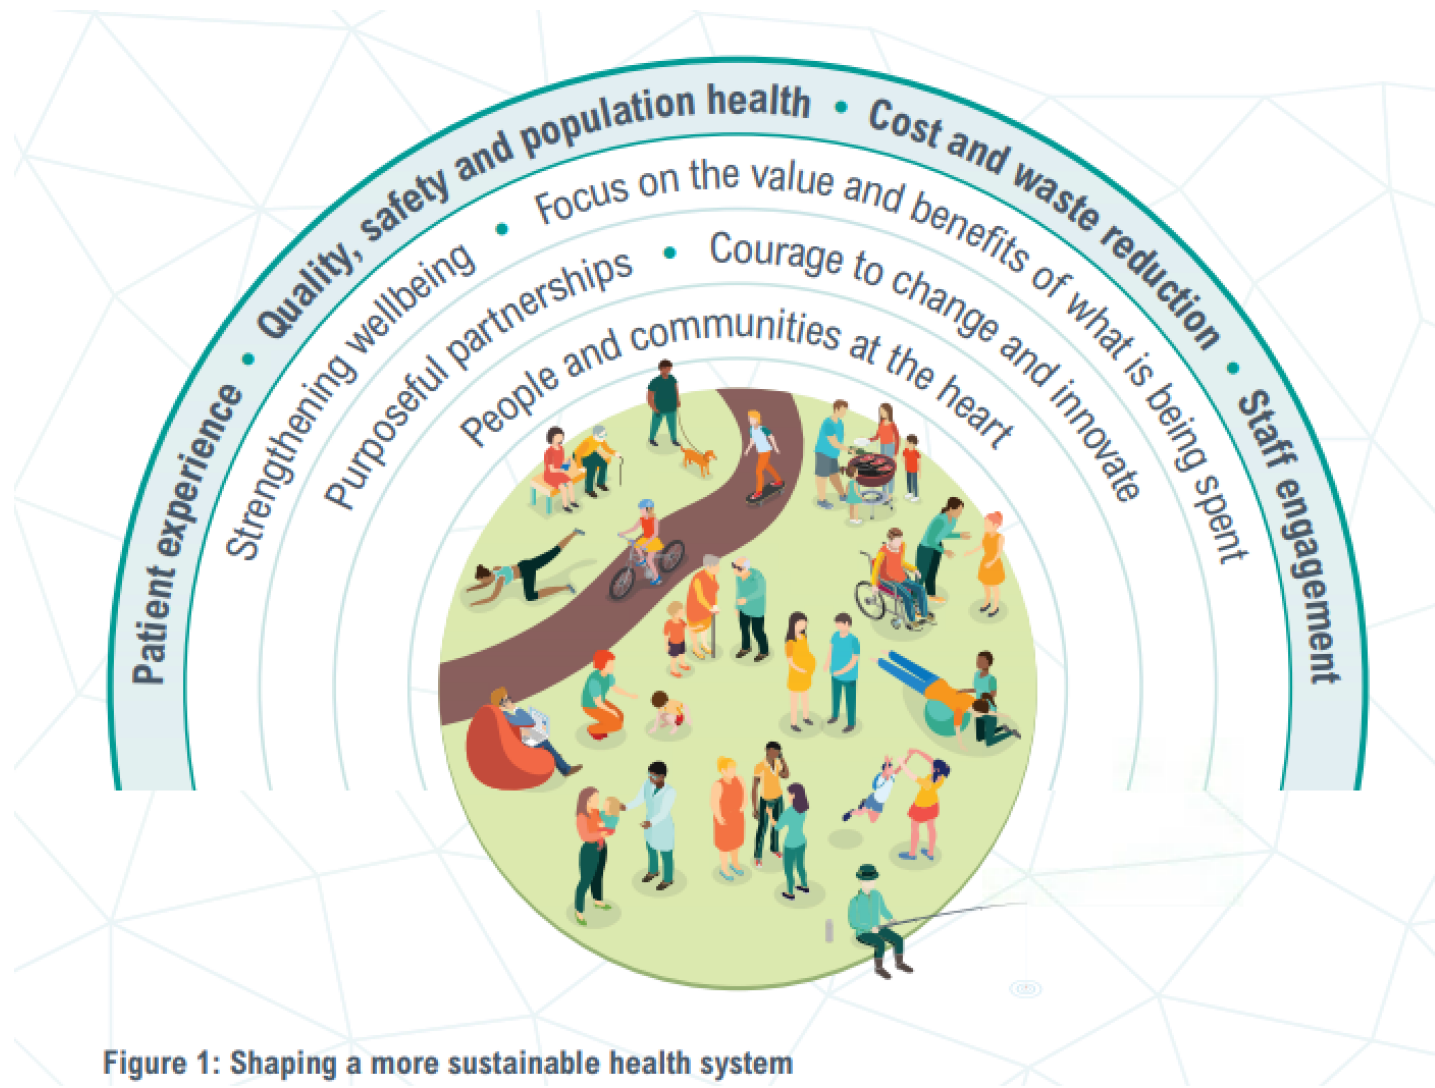 Patient experience • Quality, safety and population health • Cost and waste reduction • Staff engagement
Strengthening wellbeing • Focus on the value and benefits of what is being spent
Purposeful partnerships • Courage to change and innovate
People and communities at the heart
Figure 1: Shaping a more sustainable health system